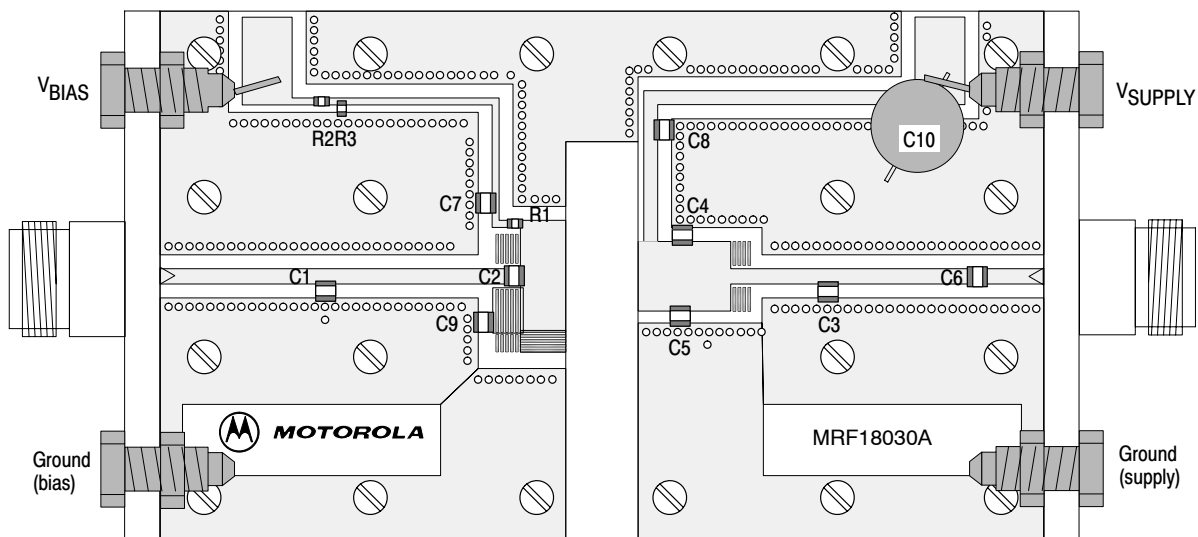 VBIAS
VSUPPLY
C10
R2R3
C8
C7
R1
C4
C1
C2
C6
C9
C3
C5
MOTOROLA
MRF18030A
Ground
(bias)
Ground
(supply)